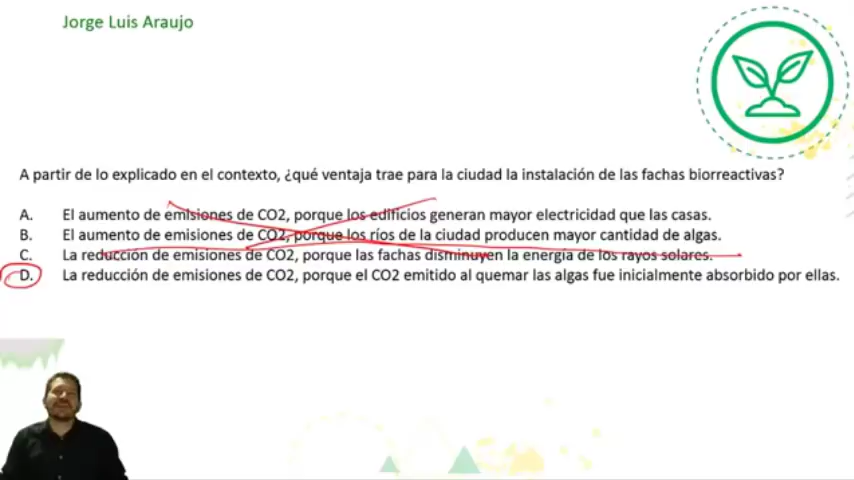 Jorge Luis Araujo
A partir de lo explicado en el contexto, ¿qué ventaja trae para la ciudad la instalación de las fachas biorreactivas?
A. El aumento de emisiones de CO2, porque los edificios generan mayor electricidad que las casas.
B. El aumento de emisiones de CO2, porque los ríos de la ciudad producen mayor cantidad de algas.
C. La reducción de emisiones de CO2, porque las fachas disminuyen la energía de los rayos solares.
D. La reducción de emisiones de CO2, porque el CO2 emitido al quemar las algas fue inicialmente absorbido por ellas.